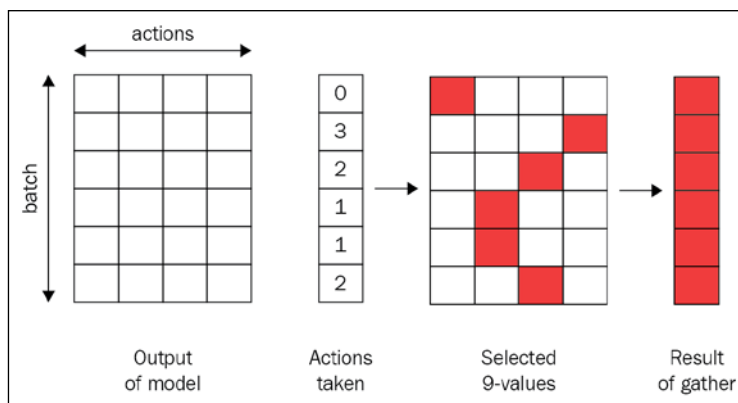 actions
batch
0
3
2
1
1
2
Output
of model
Actions
taken
Selected
9-values
Result
of gather